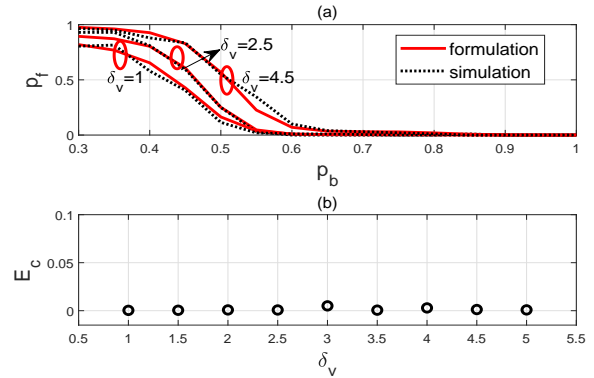 (a)
p_f
1
0.5
0
δ_v=2.5
δ_v=4.5
δ_v=1
formulation
simulation
0.3 0.4 0.5 0.6 0.7 0.8 0.9 1
p_b
(b)
E_c
0.1
0.05
0
0.5 1 1.5 2 2.5 3 3.5 4 4.5 5 5.5
δ_v